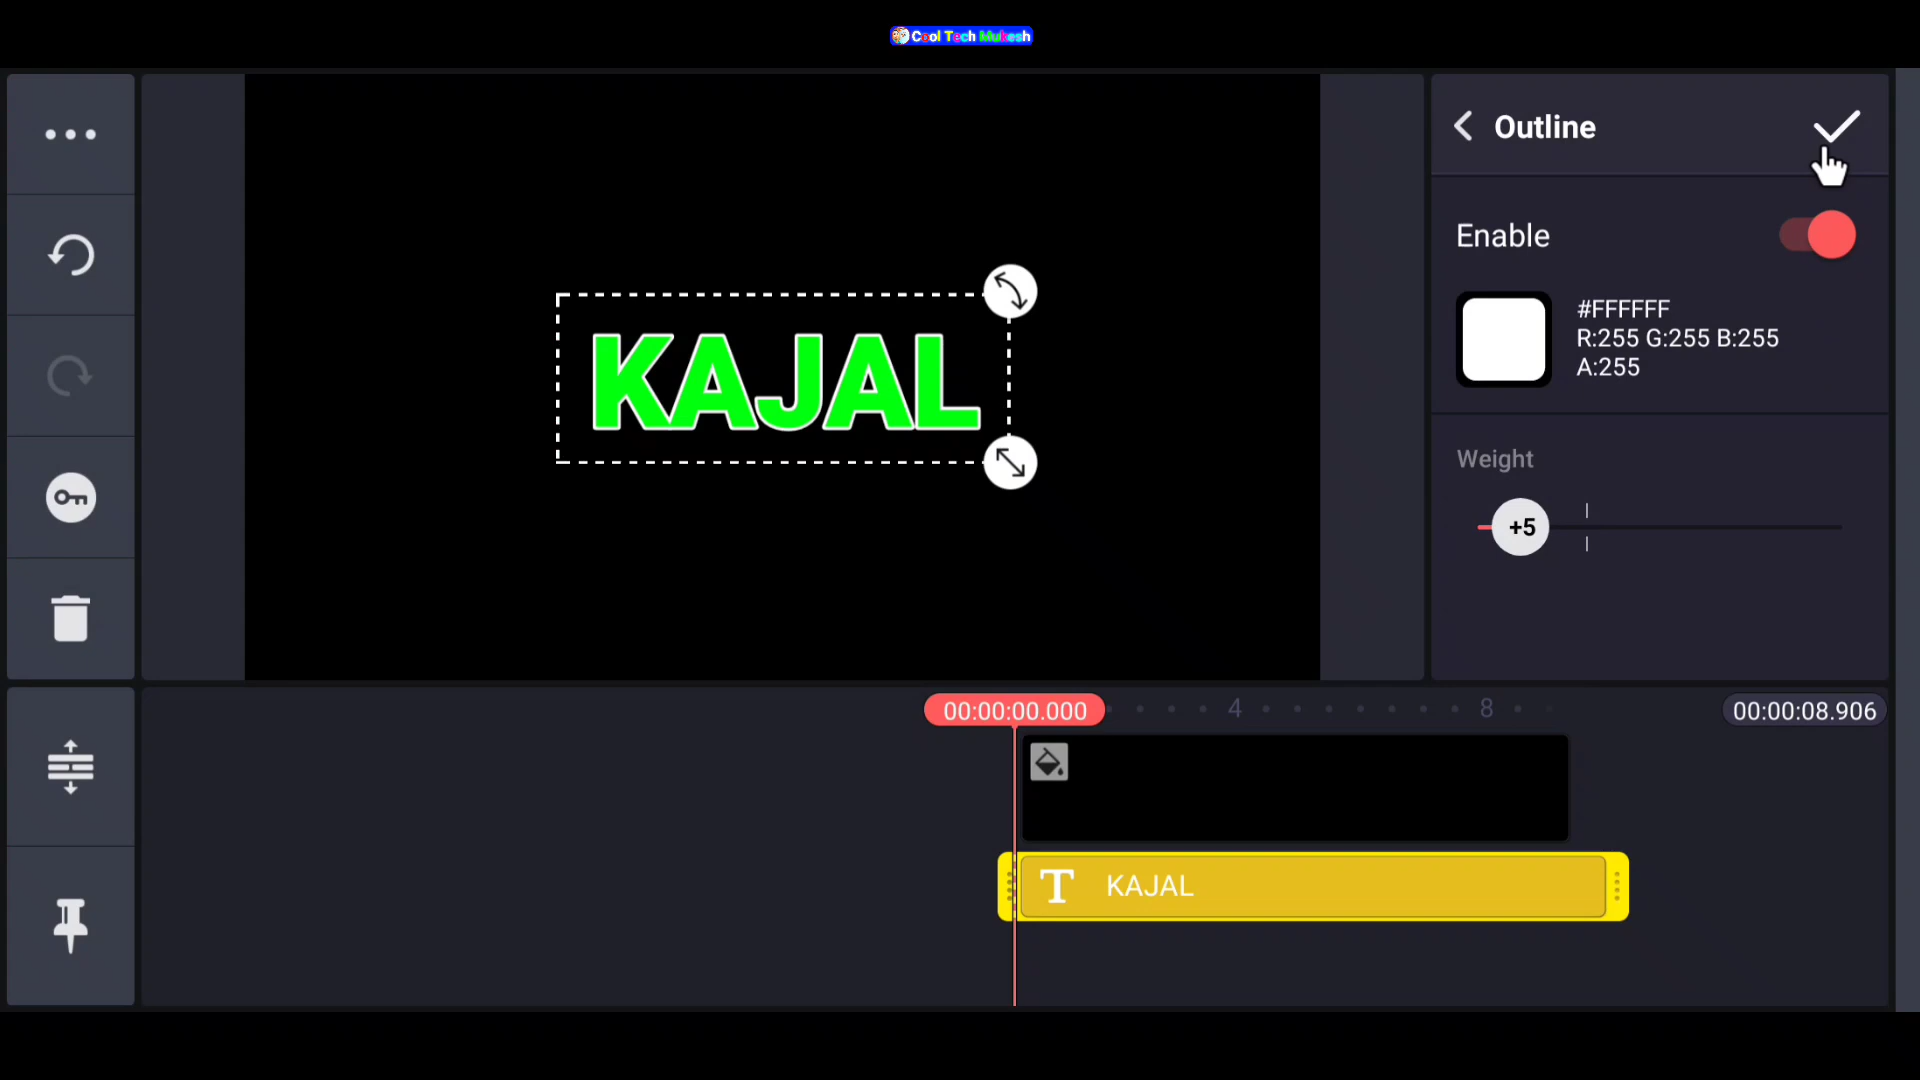 Cool Tech Mukesh
Outline
Enable
#FFFFFF
R:255 G:255 B:255
A:255
KAJAL
Weight
+5
00:00:00.000
4
8
00:00:08.906
T KAJAL